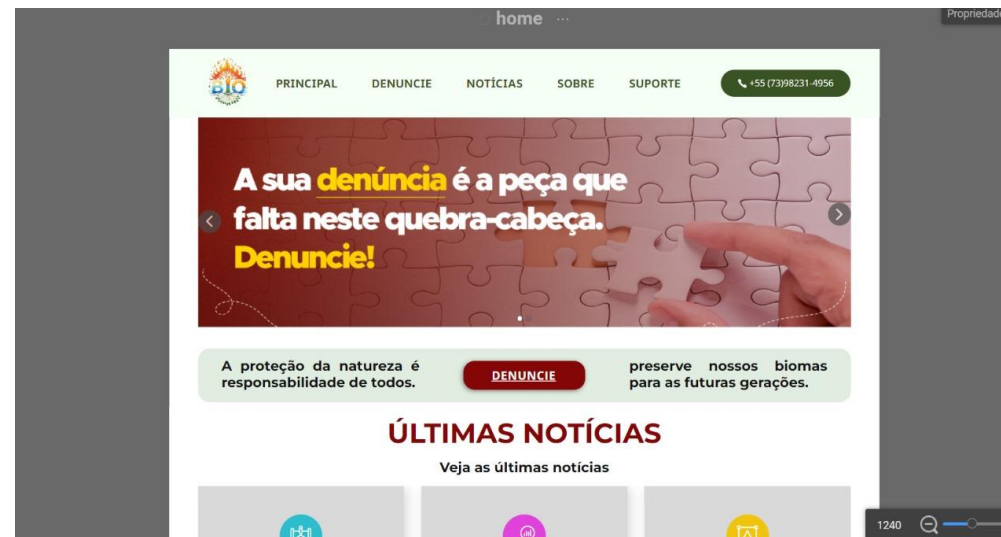 home ...
Propriedade
BIO
PRINCIPAL
DENUNCIE
NOTÍCIAS
SOBRE
SUPORTE
+55 (73)98231-4956
A sua denúncia é a peça que
falta neste quebra-cabeça.
Denuncie!
A proteção da natureza é
responsabilidade de todos.
DENUNCIE
preserve nossos biomas
para as futuras gerações.
ÚLTIMAS NOTÍCIAS
Veja as últimas notícias
1240